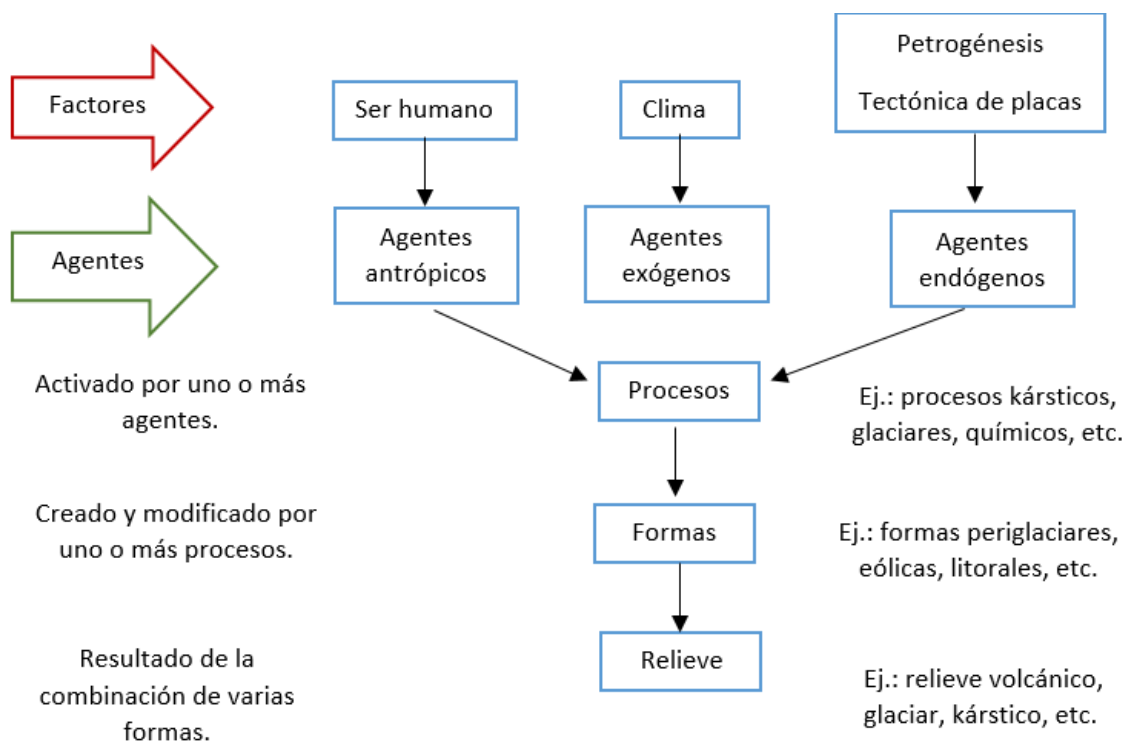 Factores
Ser humano
Clima
Petrogénesis
Tectónica de placas
Agentes
Agentes
antrópicos
Agentes
exógenos
Agentes
endógenos
Activado por uno o más
agentes.
Procesos
Ej.: procesos kársticos,
glaciares, químicos, etc.
Creado y modificado por
uno o más procesos.
Formas
Ej.: formas periglaciares,
eólicas, litorales, etc.
Resultado de la
combinación de varias
formas.
Relieve
Ej.: relieve volcánico,
glaciar, kárstico, etc.